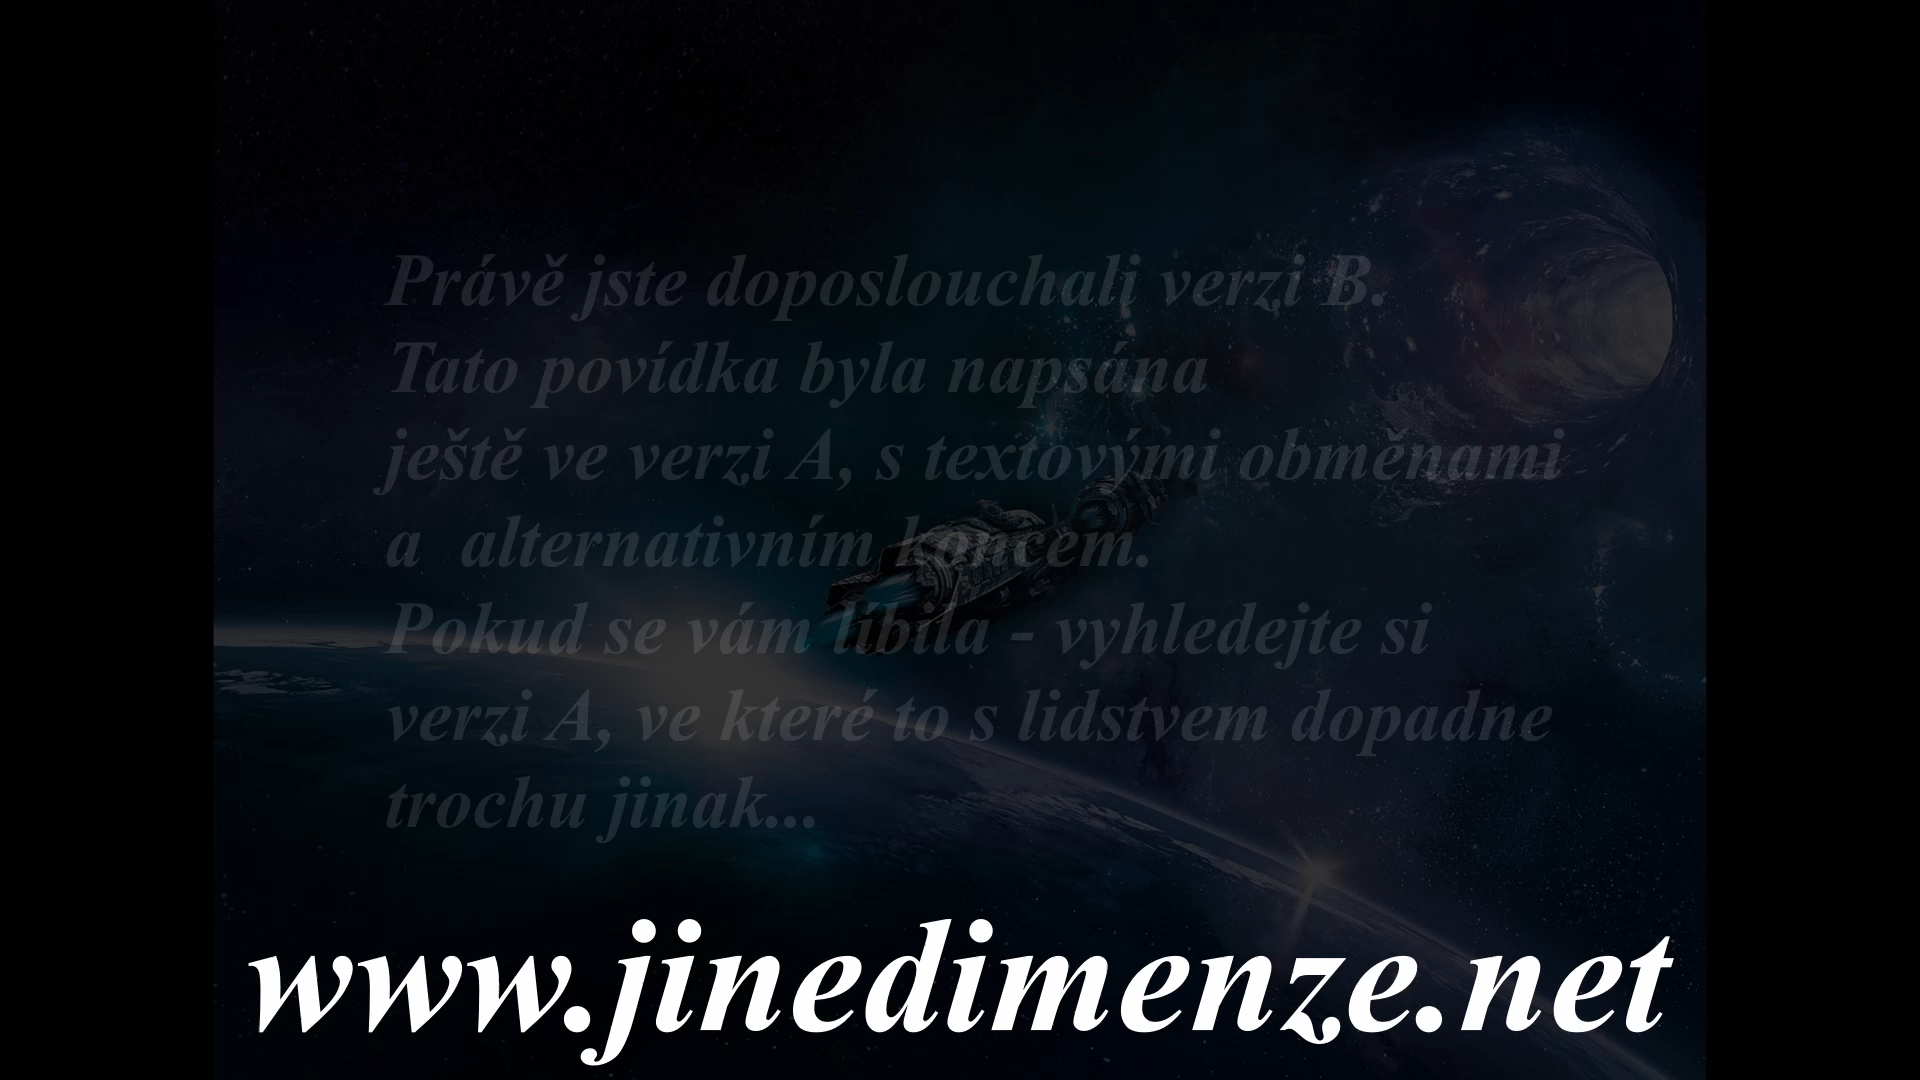 Právě jste doposlouchali verzi B.
Tato povídka byla napsána
ještě ve verzi A, s textovými obměnami
a  alternativním koncem.
Pokud se vám líbila - vyhledejte si
verzi A, ve které to s lidstvem dopadne
trochu jinak...
www.jinedimenze.net